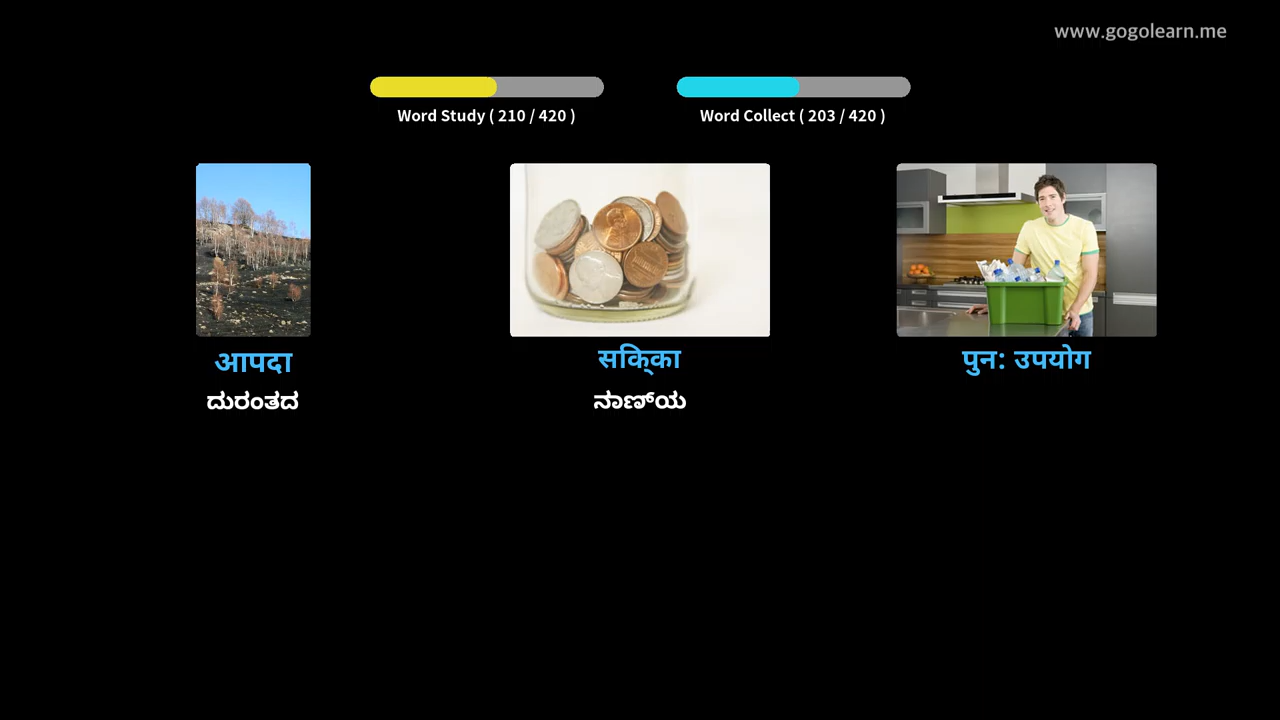 www.gogolearn.me
Word Study ( 210 / 420 )
Word Collect ( 203 / 420 )
आपदा
सिक्का
पुन: उपयोग
ದುರಂತದ
ನಾಣ್ಯ